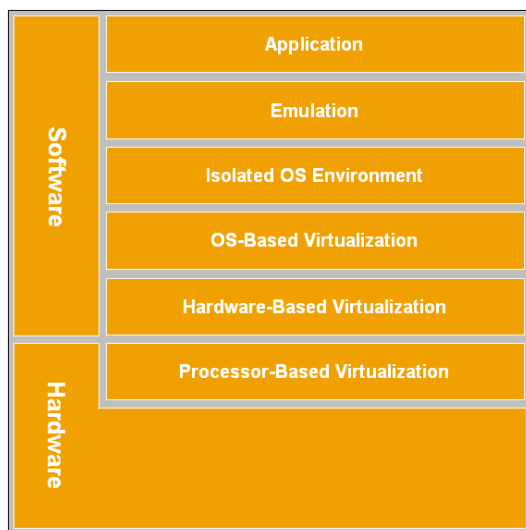 Software
Application
Emulation
Isolated OS Environment
OS-Based Virtualization
Hardware-Based Virtualization
Hardware
Processor-Based Virtualization